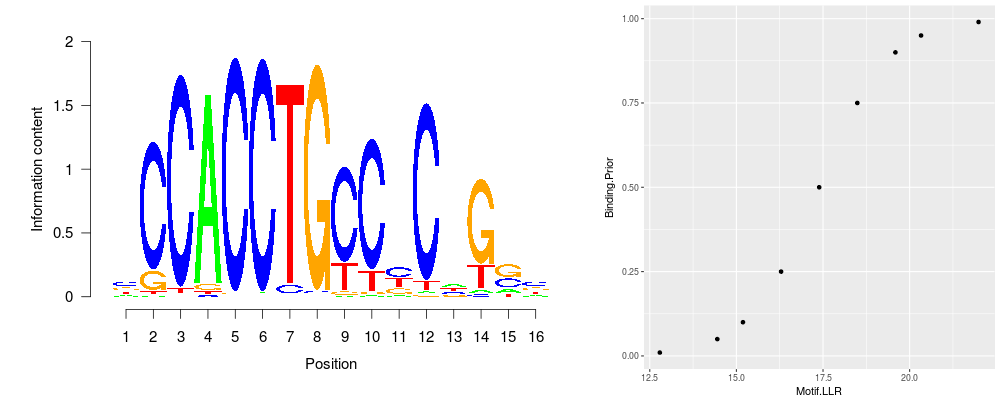 Information content
2
1.5
1
0.5
0
C C A C C T G C C C G
G T T C T T G C
1 2 3 4 5 6 7 8 9 10 11 12 13 14 15 16
Position
Binding.Prior
1.00
0.75
0.50
0.25
0.00
12.5 15.0 17.5 20.0
Motif.LLR